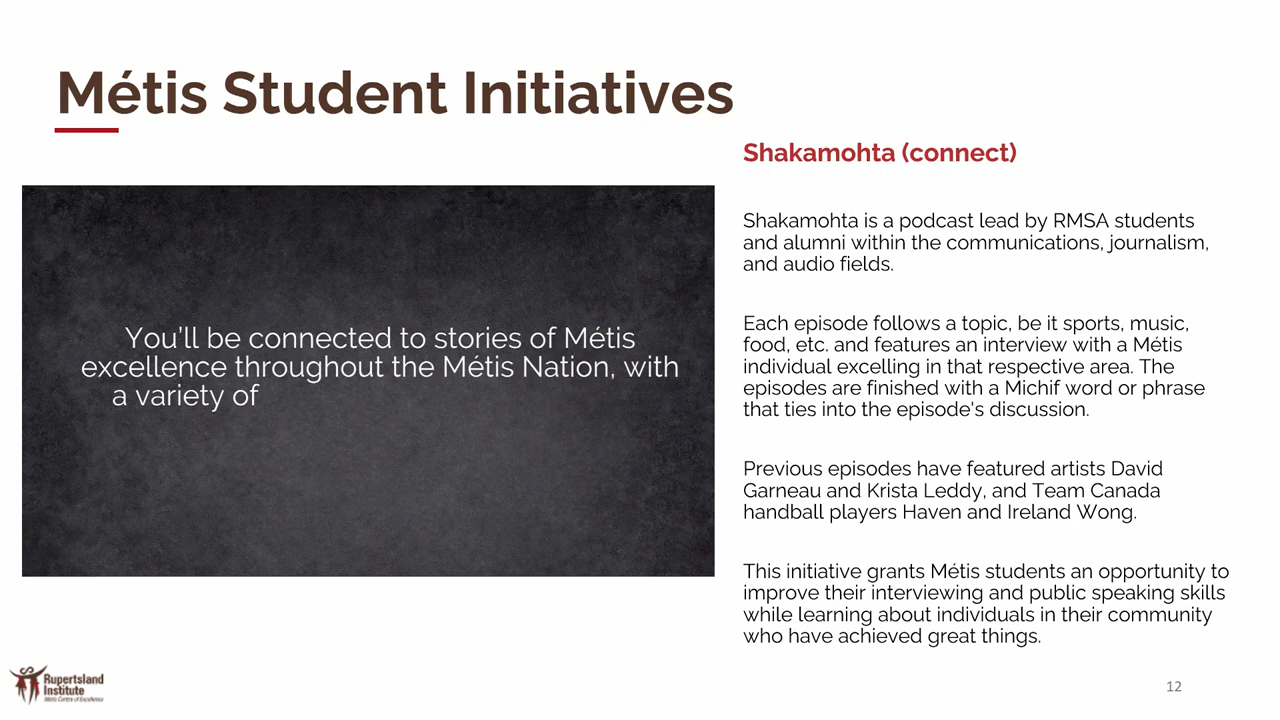 Métis Student Initiatives
Shakamohta (connect)
You'll be connected to stories of Métis
excellence throughout the Métis Nation, with
a variety of
Shakamohta is a podcast lead by RMSA students
and alumni within the communications, journalism,
and audio fields.
Each episode follows a topic, be it sports, music,
food, etc. and features an interview with a Métis
individual excelling in that respective area. The
episodes are finished with a Michif word or phrase
that ties into the episode's discussion.
Previous episodes have featured artists David
Garneau and Krista Leddy, and Team Canada
handball players Haven and Ireland Wong.
This initiative grants Métis students an opportunity to
improve their interviewing and public speaking skills
while learning about individuals in their community
who have achieved great things.
Rupertsland
Institute
Métis Centre of Excellence
12